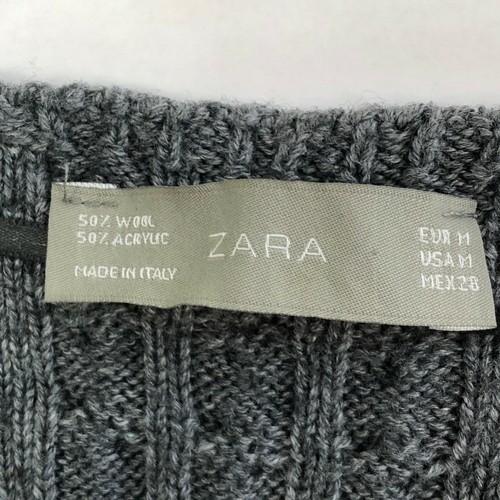 50% WOOL
50% ACRYLIC
MADE IN ITALY
ZARA
EUR M
USA M
MEX 28